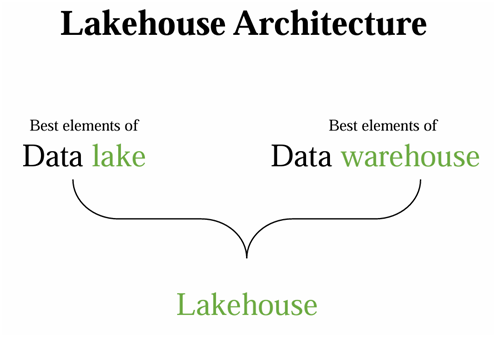 Lakehouse Architecture
Best elements of
Data lake
Best elements of
Data warehouse
Lakehouse